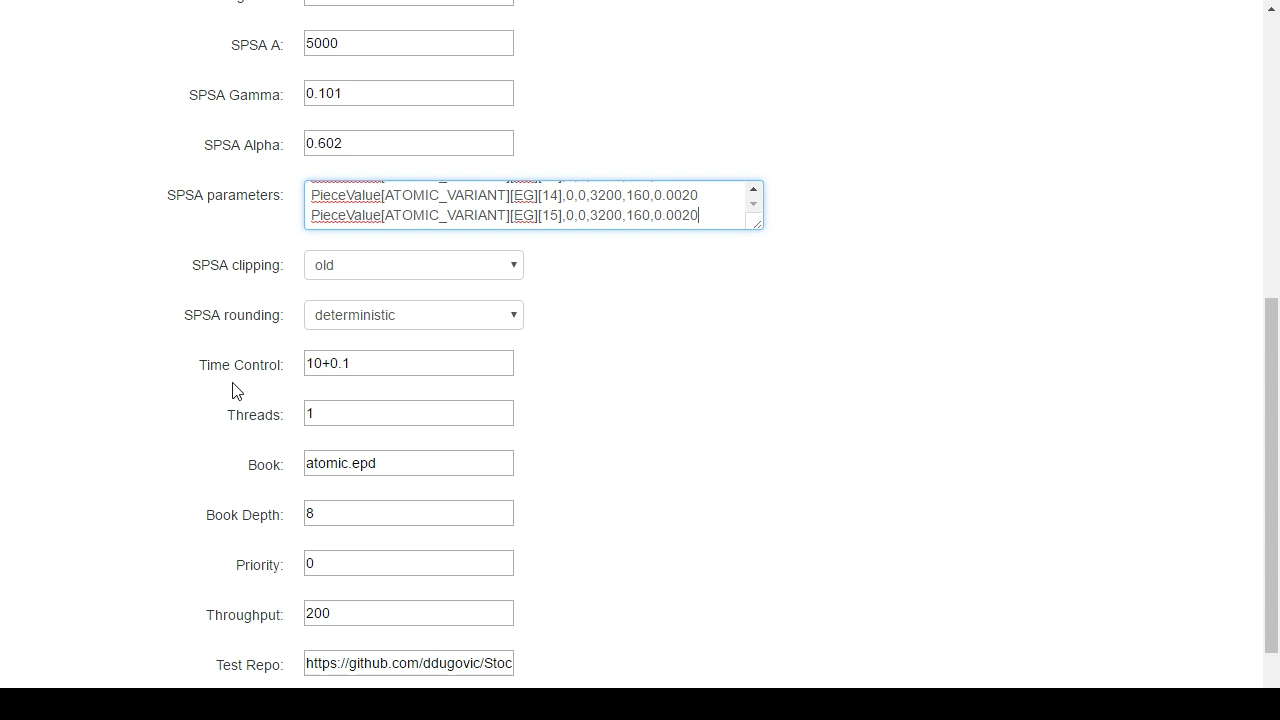 SPSA A: 5000
SPSA Gamma: 0.101
SPSA Alpha: 0.602
SPSA parameters: PieceValue[ATOMIC_VARIANT][EG][14],0,0,3200,160,0.0020
PieceValue[ATOMIC_VARIANT][EG][15],0,0,3200,160,0.0020
SPSA clipping: old
SPSA rounding: deterministic
Time Control: 10+0.1
Threads: 1
Book: atomic.epd
Book Depth: 8
Priority: 0
Throughput: 200
Test Repo: https://github.com/ddugovic/Stoc